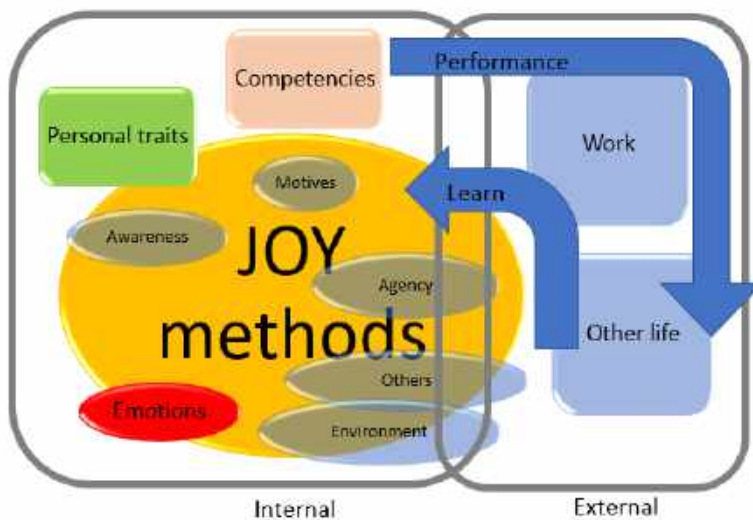 Competencies
Performance
Personal traits
Work
Motives
Learn
Awareness
JOY
methods
Agency
Other life
Others
Emotions
Environment
Internal
External